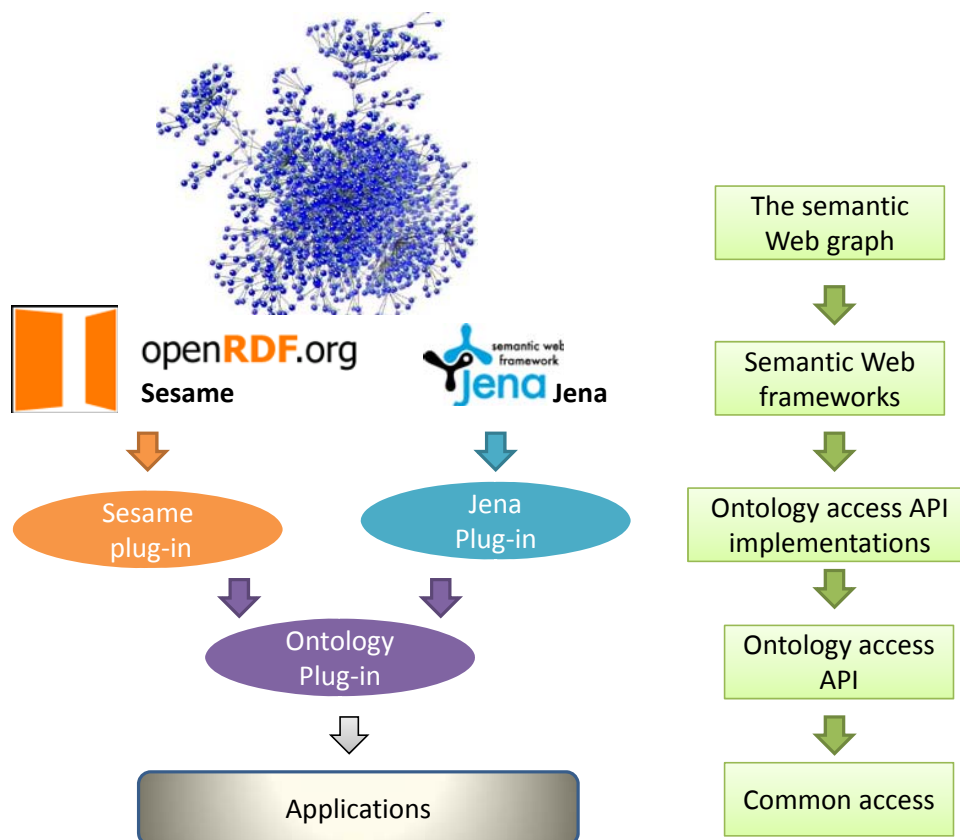 The semantic
Web graph
openRDF.org
Sesame
semantic web
framework
Jena
Jena
Semantic Web
frameworks
Sesame
plug-in
Jena
Plug-in
Ontology access API
implementations
Ontology
Plug-in
Ontology access
API
Applications
Common access